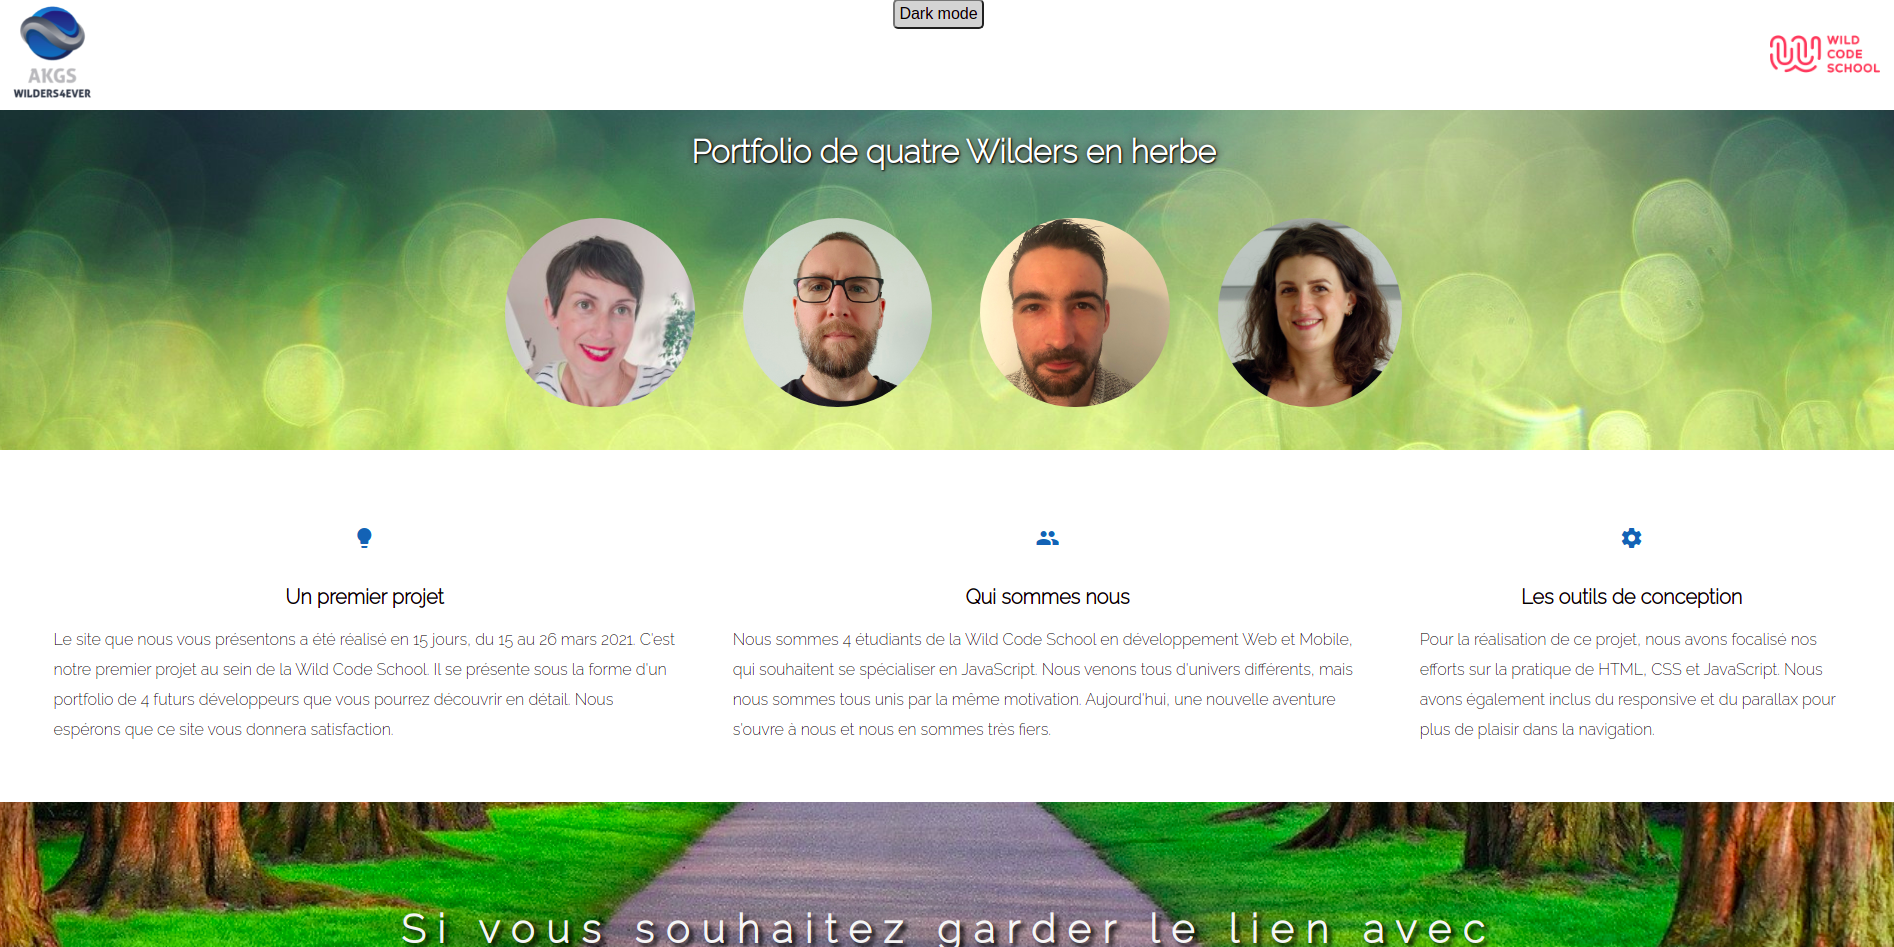 Dark mode
AKGS
WILDERS4EVER
WILD
CODE
SCHOOL
Portfolio de quatre Wilders en herbe
Un premier projet
Le site que nous vous présentons a été réalisé en 15 jours, du 15 au 26 mars 2021. C'est
notre premier projet au sein de la Wild Code School. Il se présente sous la forme d'un
portfolio de 4 futurs développeurs que vous pourrez découvrir en détail. Nous
espérons que ce site vous donnera satisfaction.
Qui sommes nous
Nous sommes 4 étudiants de la Wild Code School en développement Web et Mobile,
qui souhaitent se spécialiser en JavaScript. Nous venons tous d'univers différents, mais
nous sommes tous unis par la même motivation. Aujourd'hui, une nouvelle aventure
s'ouvre à nous et nous en sommes très fiers.
Les outils de conception
Pour la réalisation de ce projet, nous avons focalisé nos
efforts sur la pratique de HTML, CSS et JavaScript. Nous
avons également inclus du responsive et du parallax pour
plus de plaisir dans la navigation.
Si vous souhaitez garder le lien avec